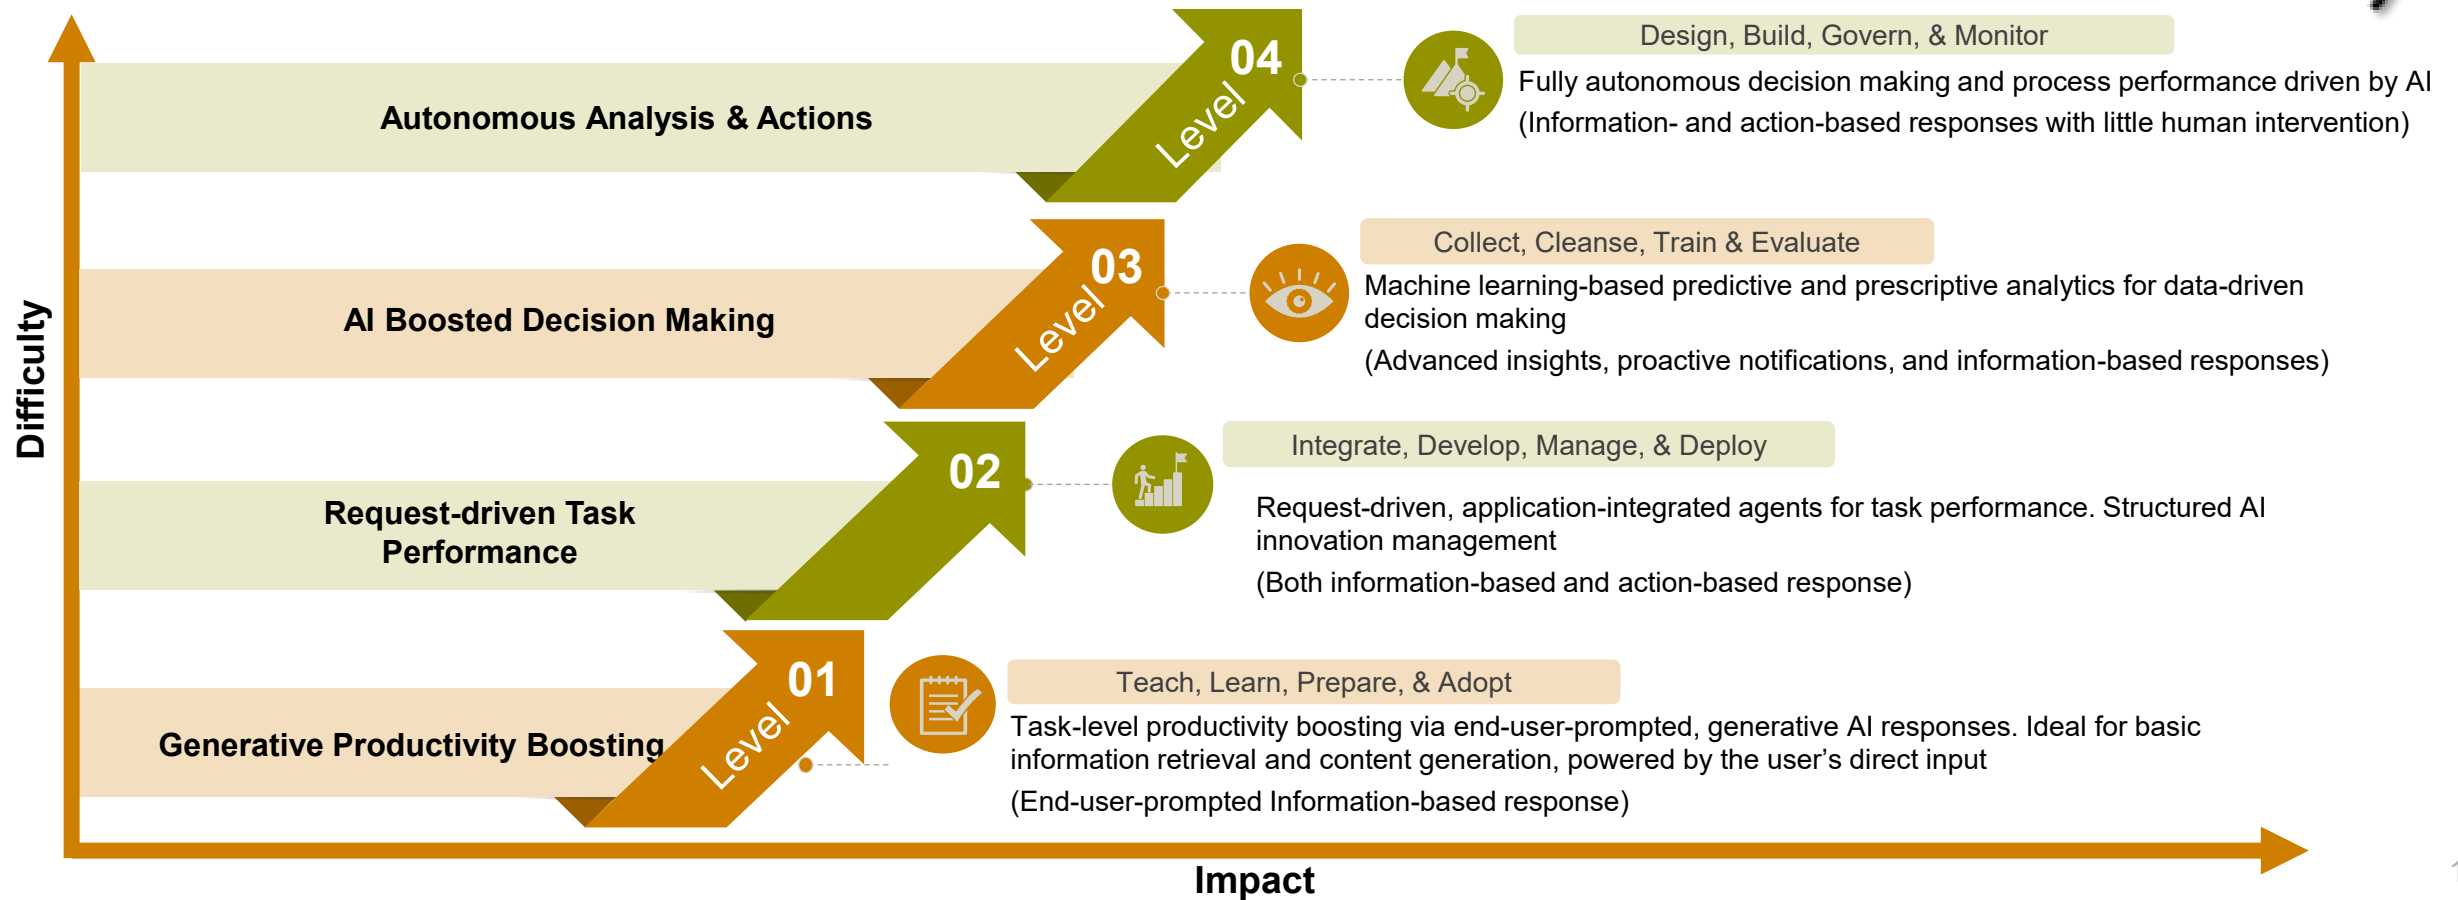 Difficulty
Autonomous Analysis & Actions
Level
04
Design, Build, Govern, & Monitor
Fully autonomous decision making and process performance driven by AI
(Information- and action-based responses with little human intervention)
AI Boosted Decision Making
Level
03
Collect, Cleanse, Train & Evaluate
Machine learning-based predictive and prescriptive analytics for data-driven
decision making
(Advanced insights, proactive notifications, and information-based responses)
Request-driven Task
Performance
02
Integrate, Develop, Manage, & Deploy
Request-driven, application-integrated agents for task performance. Structured AI
innovation management
(Both information-based and action-based response)
Generative Productivity Boosting
Level
01
Teach, Learn, Prepare, & Adopt
Task-level productivity boosting via end-user-prompted, generative AI responses. Ideal for basic
information retrieval and content generation, powered by the user’s direct input
(End-user-prompted Information-based response)
Impact